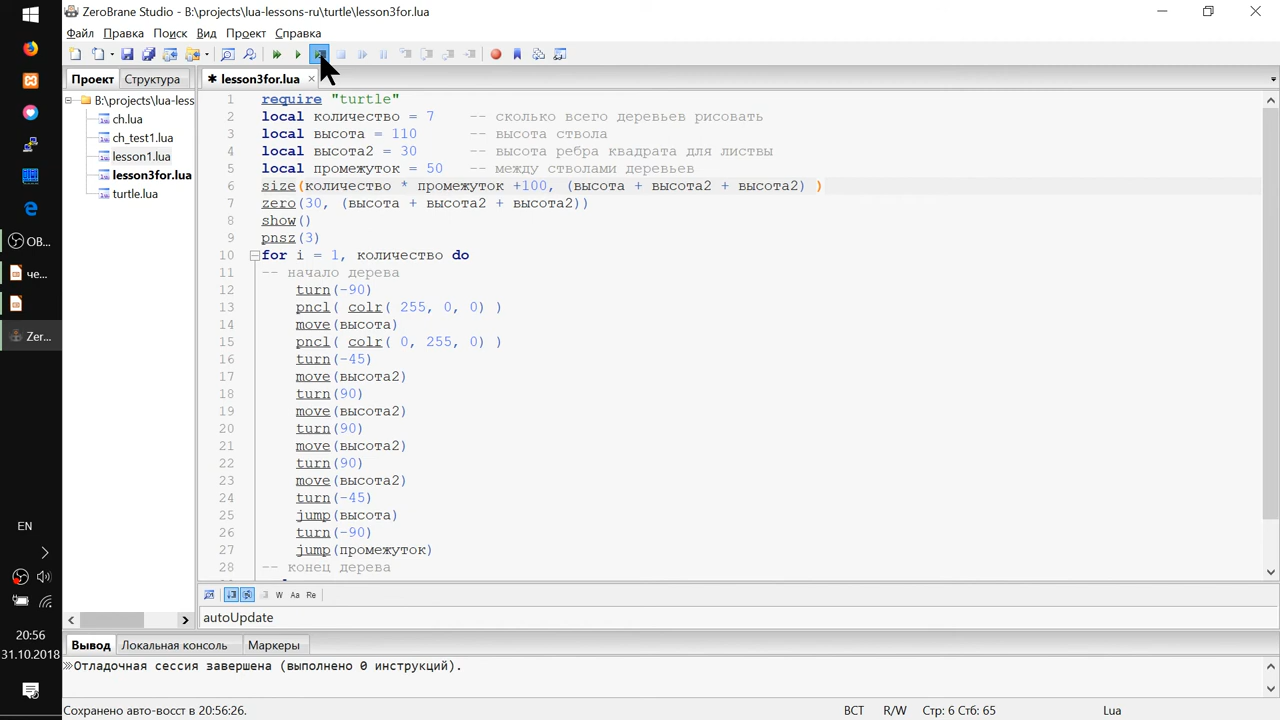 ZeroBrane Studio - B:\projects\lua-lessons-ru\turtle\lesson3for.lua
Файл Правка Поиск Вид Проект Справка
Проект Структура
✱ lesson3for.lua
B:\projects\lua-less
ch.lua
ch_test1.lua
lesson1.lua
lesson3for.lua
turtle.lua
1 require "turtle"
2 local количество = 7 -- сколько всего деревьев рисовать
3 local высота = 110 -- высота ствола
4 local высота2 = 30 -- высота ребра квадрата для листвы
5 local промежуток = 50 -- между стволами деревьев
6 size(количество * промежуток +100, (высота + высота2 + высота2) )
7 zero(30, (высота + высота2 + высота2))
8 show()
9 pnsz(3)
10 for i = 1, количество do
11 -- начало дерева
12 turn(-90)
13 pncl( colr( 255, 0, 0) )
14 move(высота)
15 pncl( colr( 0, 255, 0) )
16 turn(-45)
17 move(высота2)
18 turn(90)
19 move(высота2)
20 turn(90)
21 move(высота2)
22 turn(90)
23 move(высота2)
24 turn(-45)
25 jump(высота)
26 turn(-90)
27 jump(промежуток)
28 -- конец дерева
W Aa Re
autoUpdate
Вывод Локальная консоль Маркеры
Отладочная сессия завершена (выполнено 0 инструкций).
Сохранено авто-восст в 20:56:26. ВСТ R/W Стр: 6 Стб: 65 Lua
OB...
че...
Zer...
EN
20:56
31.10.2018